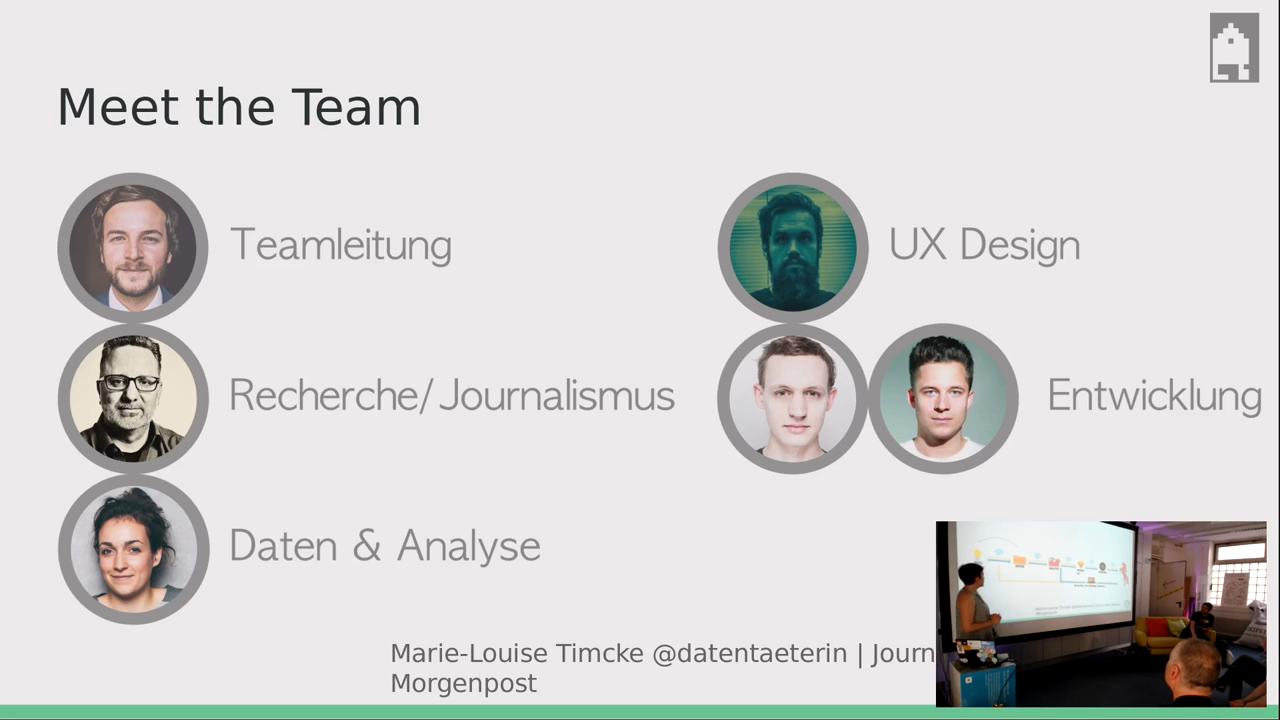 Meet the Team
Teamleitung
UX Design
Recherche/Journalismus
Entwicklung
Daten & Analyse
Marie-Louise Timcke @datentaeterin | Journ
Morgenpost